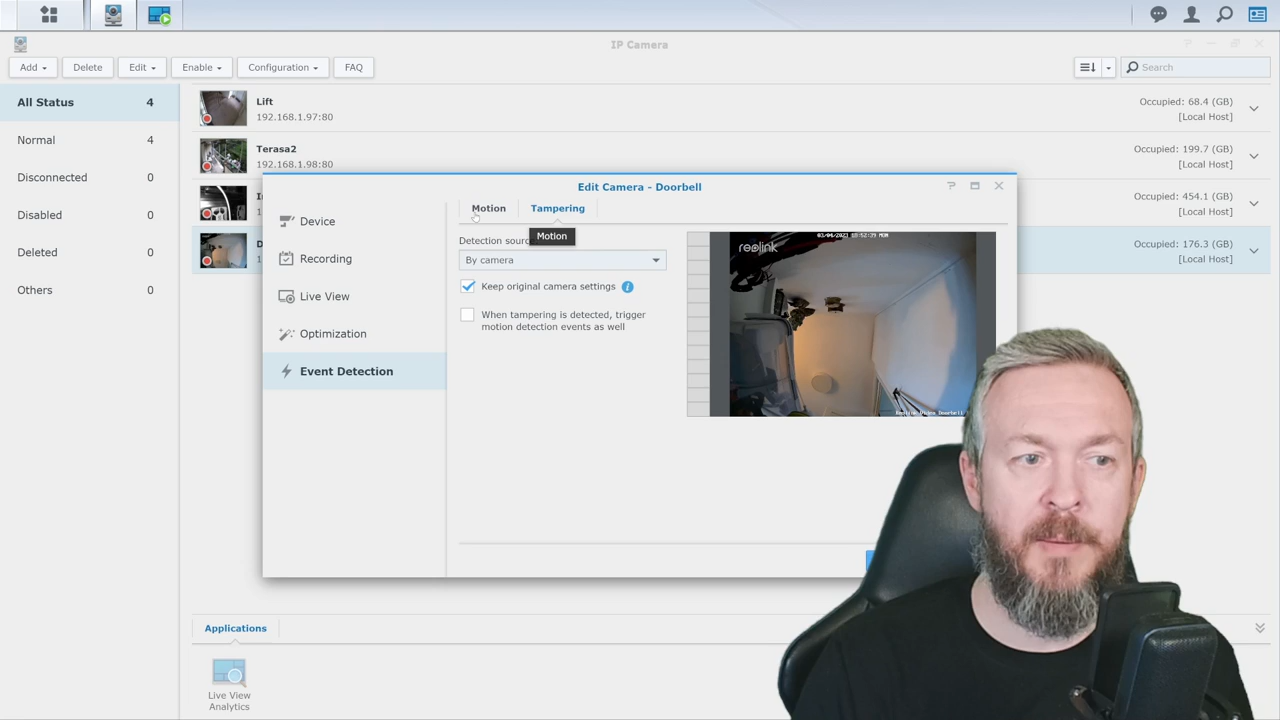 IP Camera
Add
Delete
Edit
Enable
Configuration
FAQ
Search
All Status 4
Normal 4
Disconnected 0
Disabled 0
Deleted 0
Others 0
Lift
192.168.1.97:80
Occupied: 68.4 (GB)
[Local Host]
Terasa2
192.168.1.98:80
Occupied: 199.7 (GB)
[Local Host]
Occupied: 454.1 (GB)
[Local Host]
Occupied: 176.3 (GB)
[Local Host]
Edit Camera - Doorbell
Device
Recording
Live View
Optimization
Event Detection
Motion Tampering
Detection sourc
Motion
By camera
Keep original camera settings
When tampering is detected, trigger
motion detection events as well
reolink
Reolink Video Doorbell
Applications
Live View
Analytics